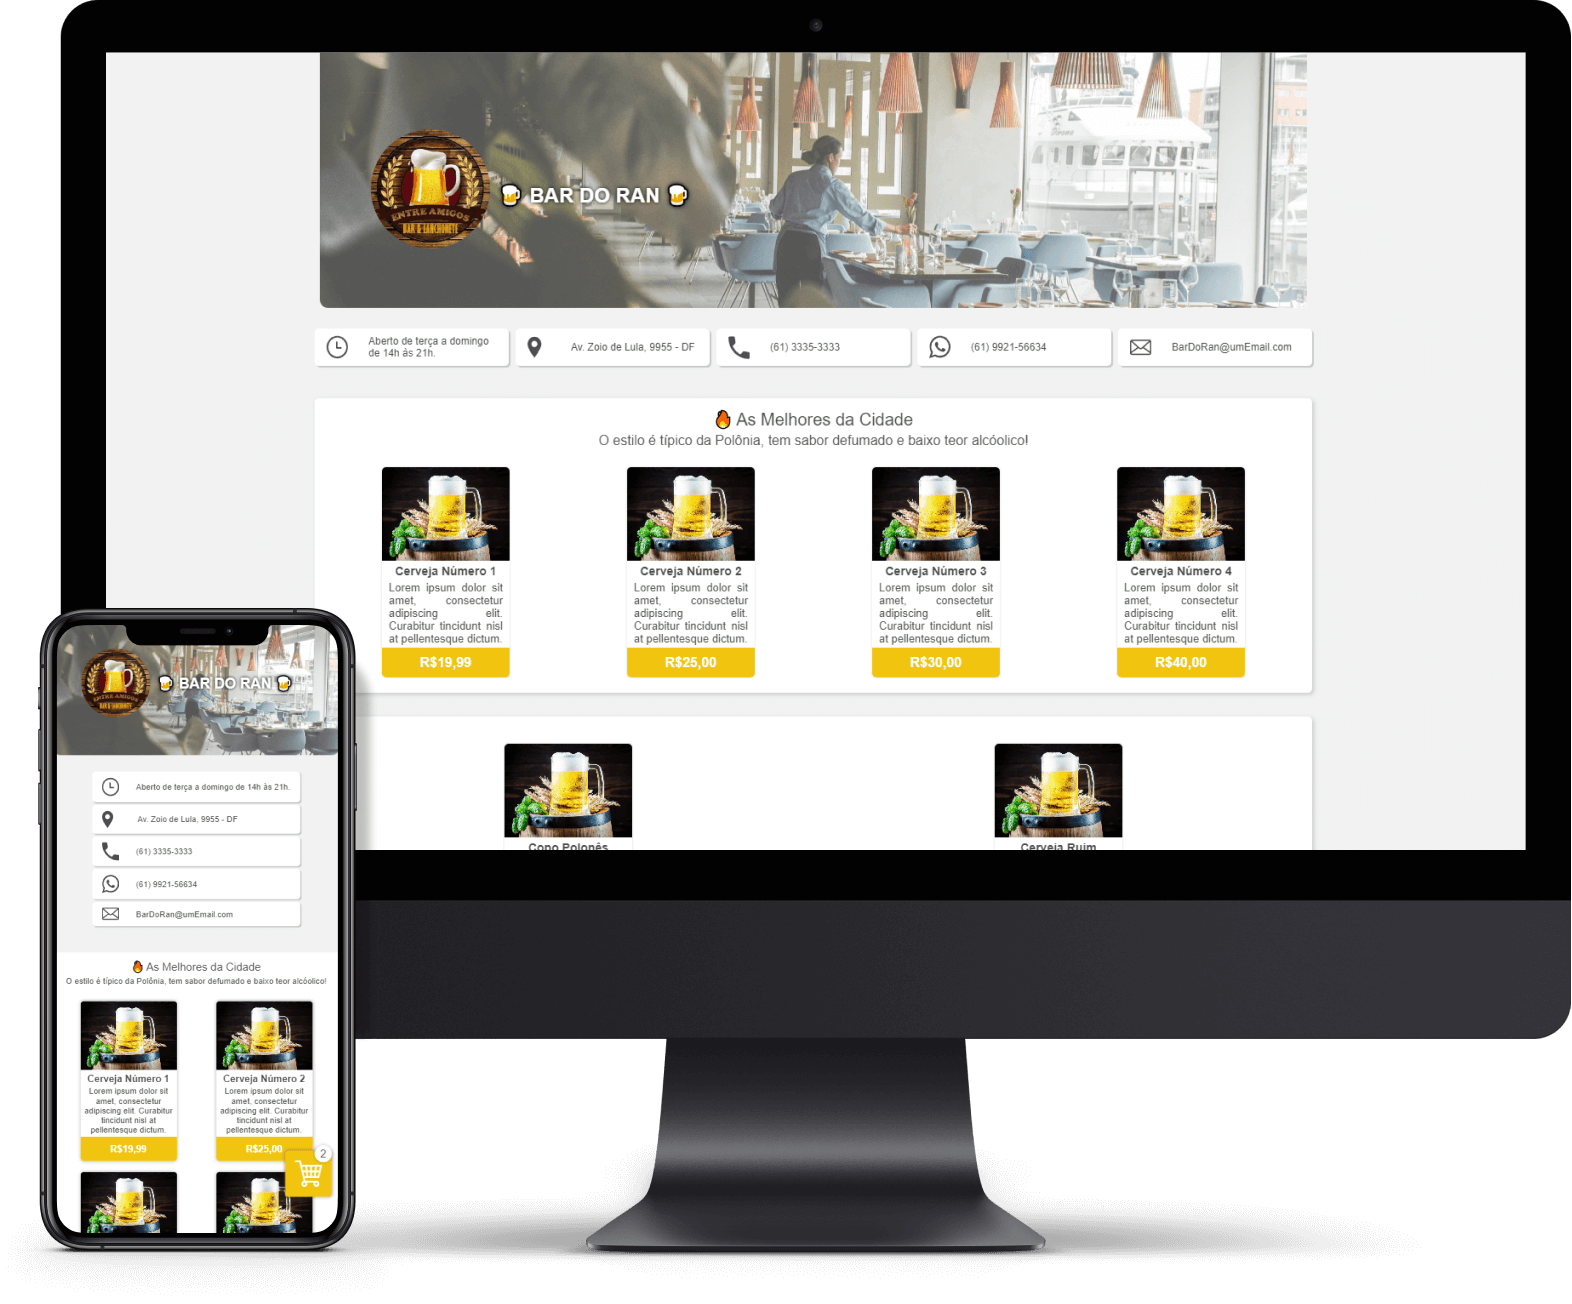 ENTRE AMIGOS
BAR & LANCHONETE
BAR DO RAN
Aberto de terça a domingo
de 14h ás 21h.
Av. Zoio de Lula, 9955 - DF
(61) 3335-3333
(61) 9921-56634
BarDoRan@umEmail.com
As Melhores da Cidade
O estilo é típico da Polônia, tem sabor defumado e baixo teor alcóolico!
Cerveja Número 1
Lorem ipsum dolor sit
amet, consectetur
adipiscing elit.
Curabitur tincidunt nisl
at pellentesque dictum.
R$19,99
Cerveja Número 2
Lorem ipsum dolor sit
amet, consectetur
adipiscing elit.
Curabitur tincidunt nisl
at pellentesque dictum.
R$25,00
Cerveja Número 3
Lorem ipsum dolor sit
amet, consectetur
adipiscing elit.
Curabitur tincidunt nisl
at pellentesque dictum.
R$30,00
Cerveja Número 4
Lorem ipsum dolor sit
amet, consectetur
adipiscing elit.
Curabitur tincidunt nisl
at pellentesque dictum.
R$40,00
Copo Polonês
Cerveja Ruim
ENTRE AMIGOS
BAR & LANCHONETE
BAR DO RAN
Aberto de terça a domingo de 14h ás 21h.
Av. Zoio de Lula, 9955 - DF
(61) 3335-3333
(61) 9921-56634
BarDoRan@umEmail.com
As Melhores da Cidade
O estilo é típico da Polônia, tem sabor defumado e baixo teor alcóolico!
Cerveja Número 1
Lorem ipsum dolor sit
amet, consectetur
adipiscing elit. Curabitur
tincidunt nisl at
pellentesque dictum.
R$19,99
Cerveja Número 2
Lorem ipsum dolor sit
amet, consectetur
adipiscing elit. Curabitur
tincidunt nisl at
pellentesque dictum.
R$25,00
2